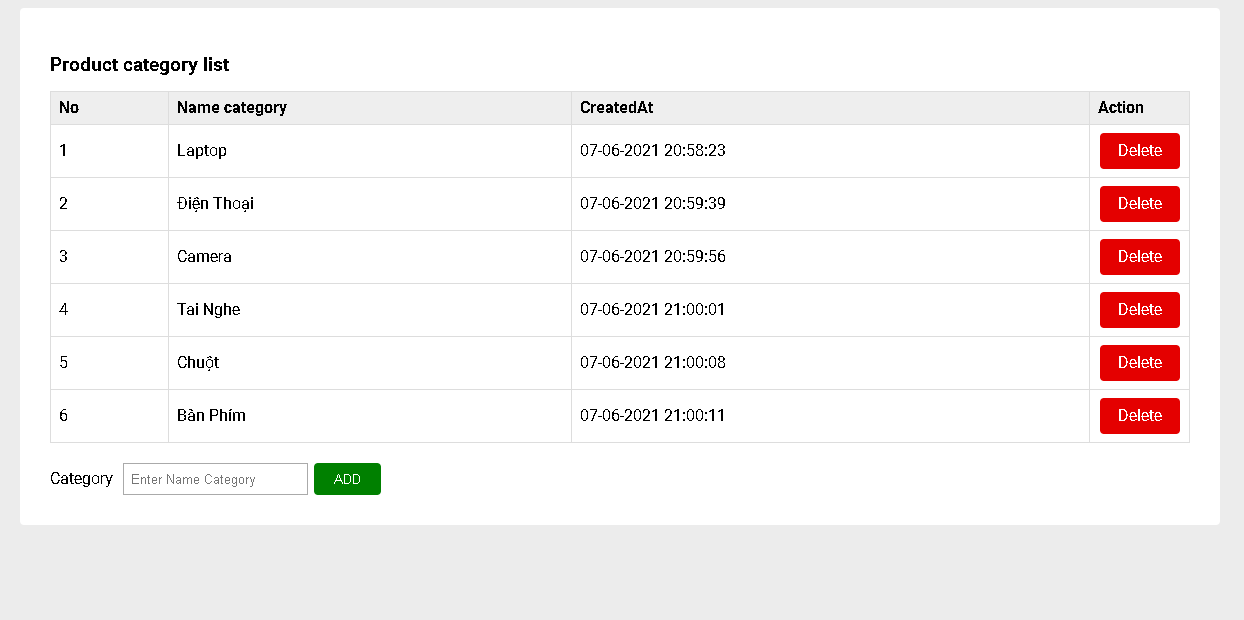 Product category list
No Name category CreatedAt Action
1 Laptop 07-06-2021 20:58:23 Delete
2 Điện Thoại 07-06-2021 20:59:39 Delete
3 Camera 07-06-2021 20:59:56 Delete
4 Tai Nghe 07-06-2021 21:00:01 Delete
5 Chuột 07-06-2021 21:00:08 Delete
6 Bàn Phím 07-06-2021 21:00:11 Delete
Category Enter Name Category ADD